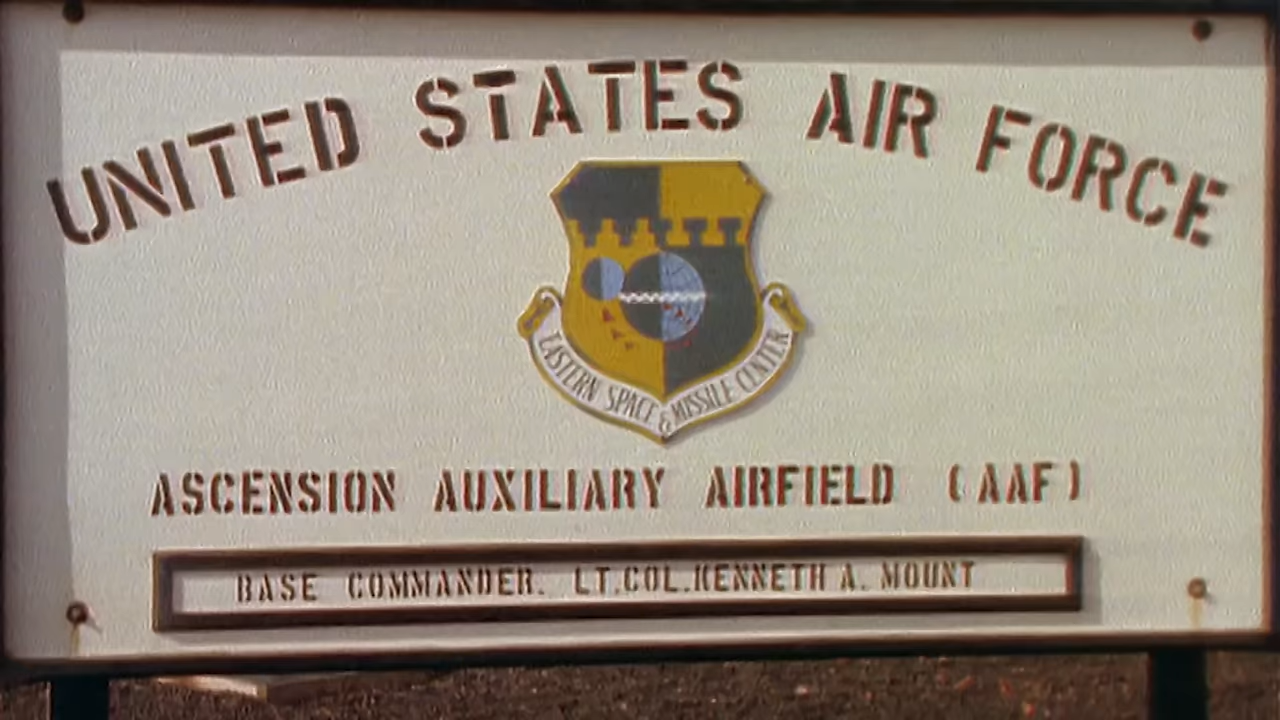 UNITED STATES AIR FORCE
EASTERN SPACE & MISSILE CENTER
ASCENSION AUXILIARY AIRFIELD (AAF)
BASE COMMANDER. LT.COL.KENNETH A. MOUNT